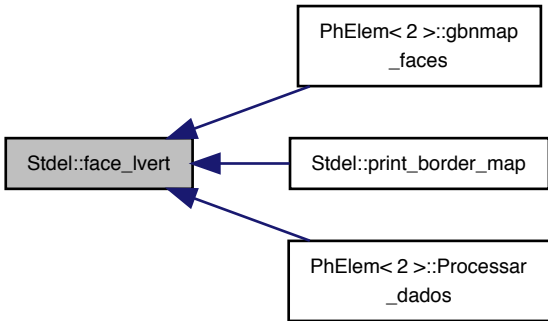 PhElem< 2 >::gbnmap
_faces
Stdel::face_lvert
Stdel::print_border_map
PhElem< 2 >::Processar
_dados